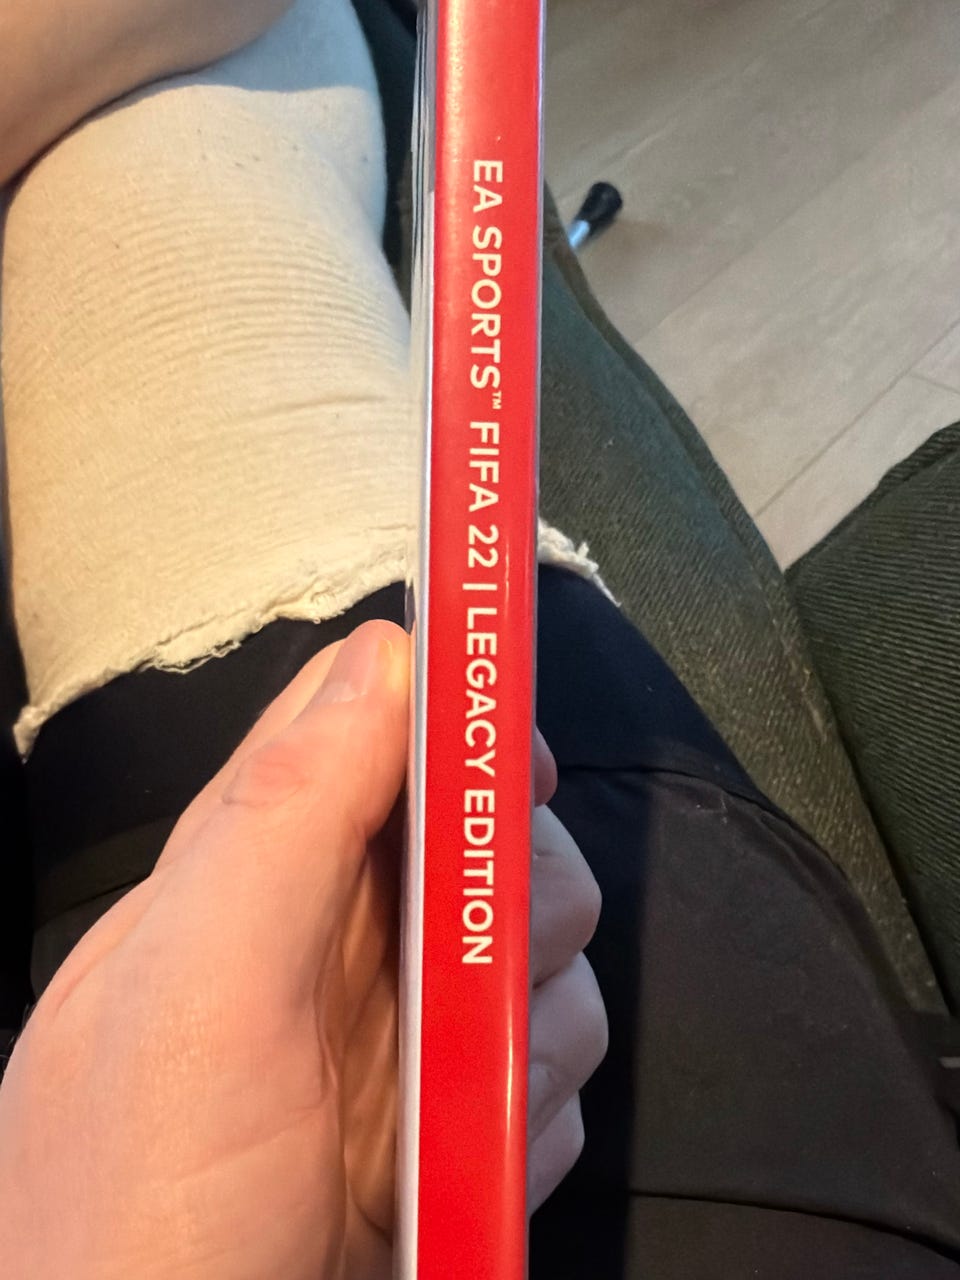 EA SPORTS™ FIFA 22 | LEGACY EDITION